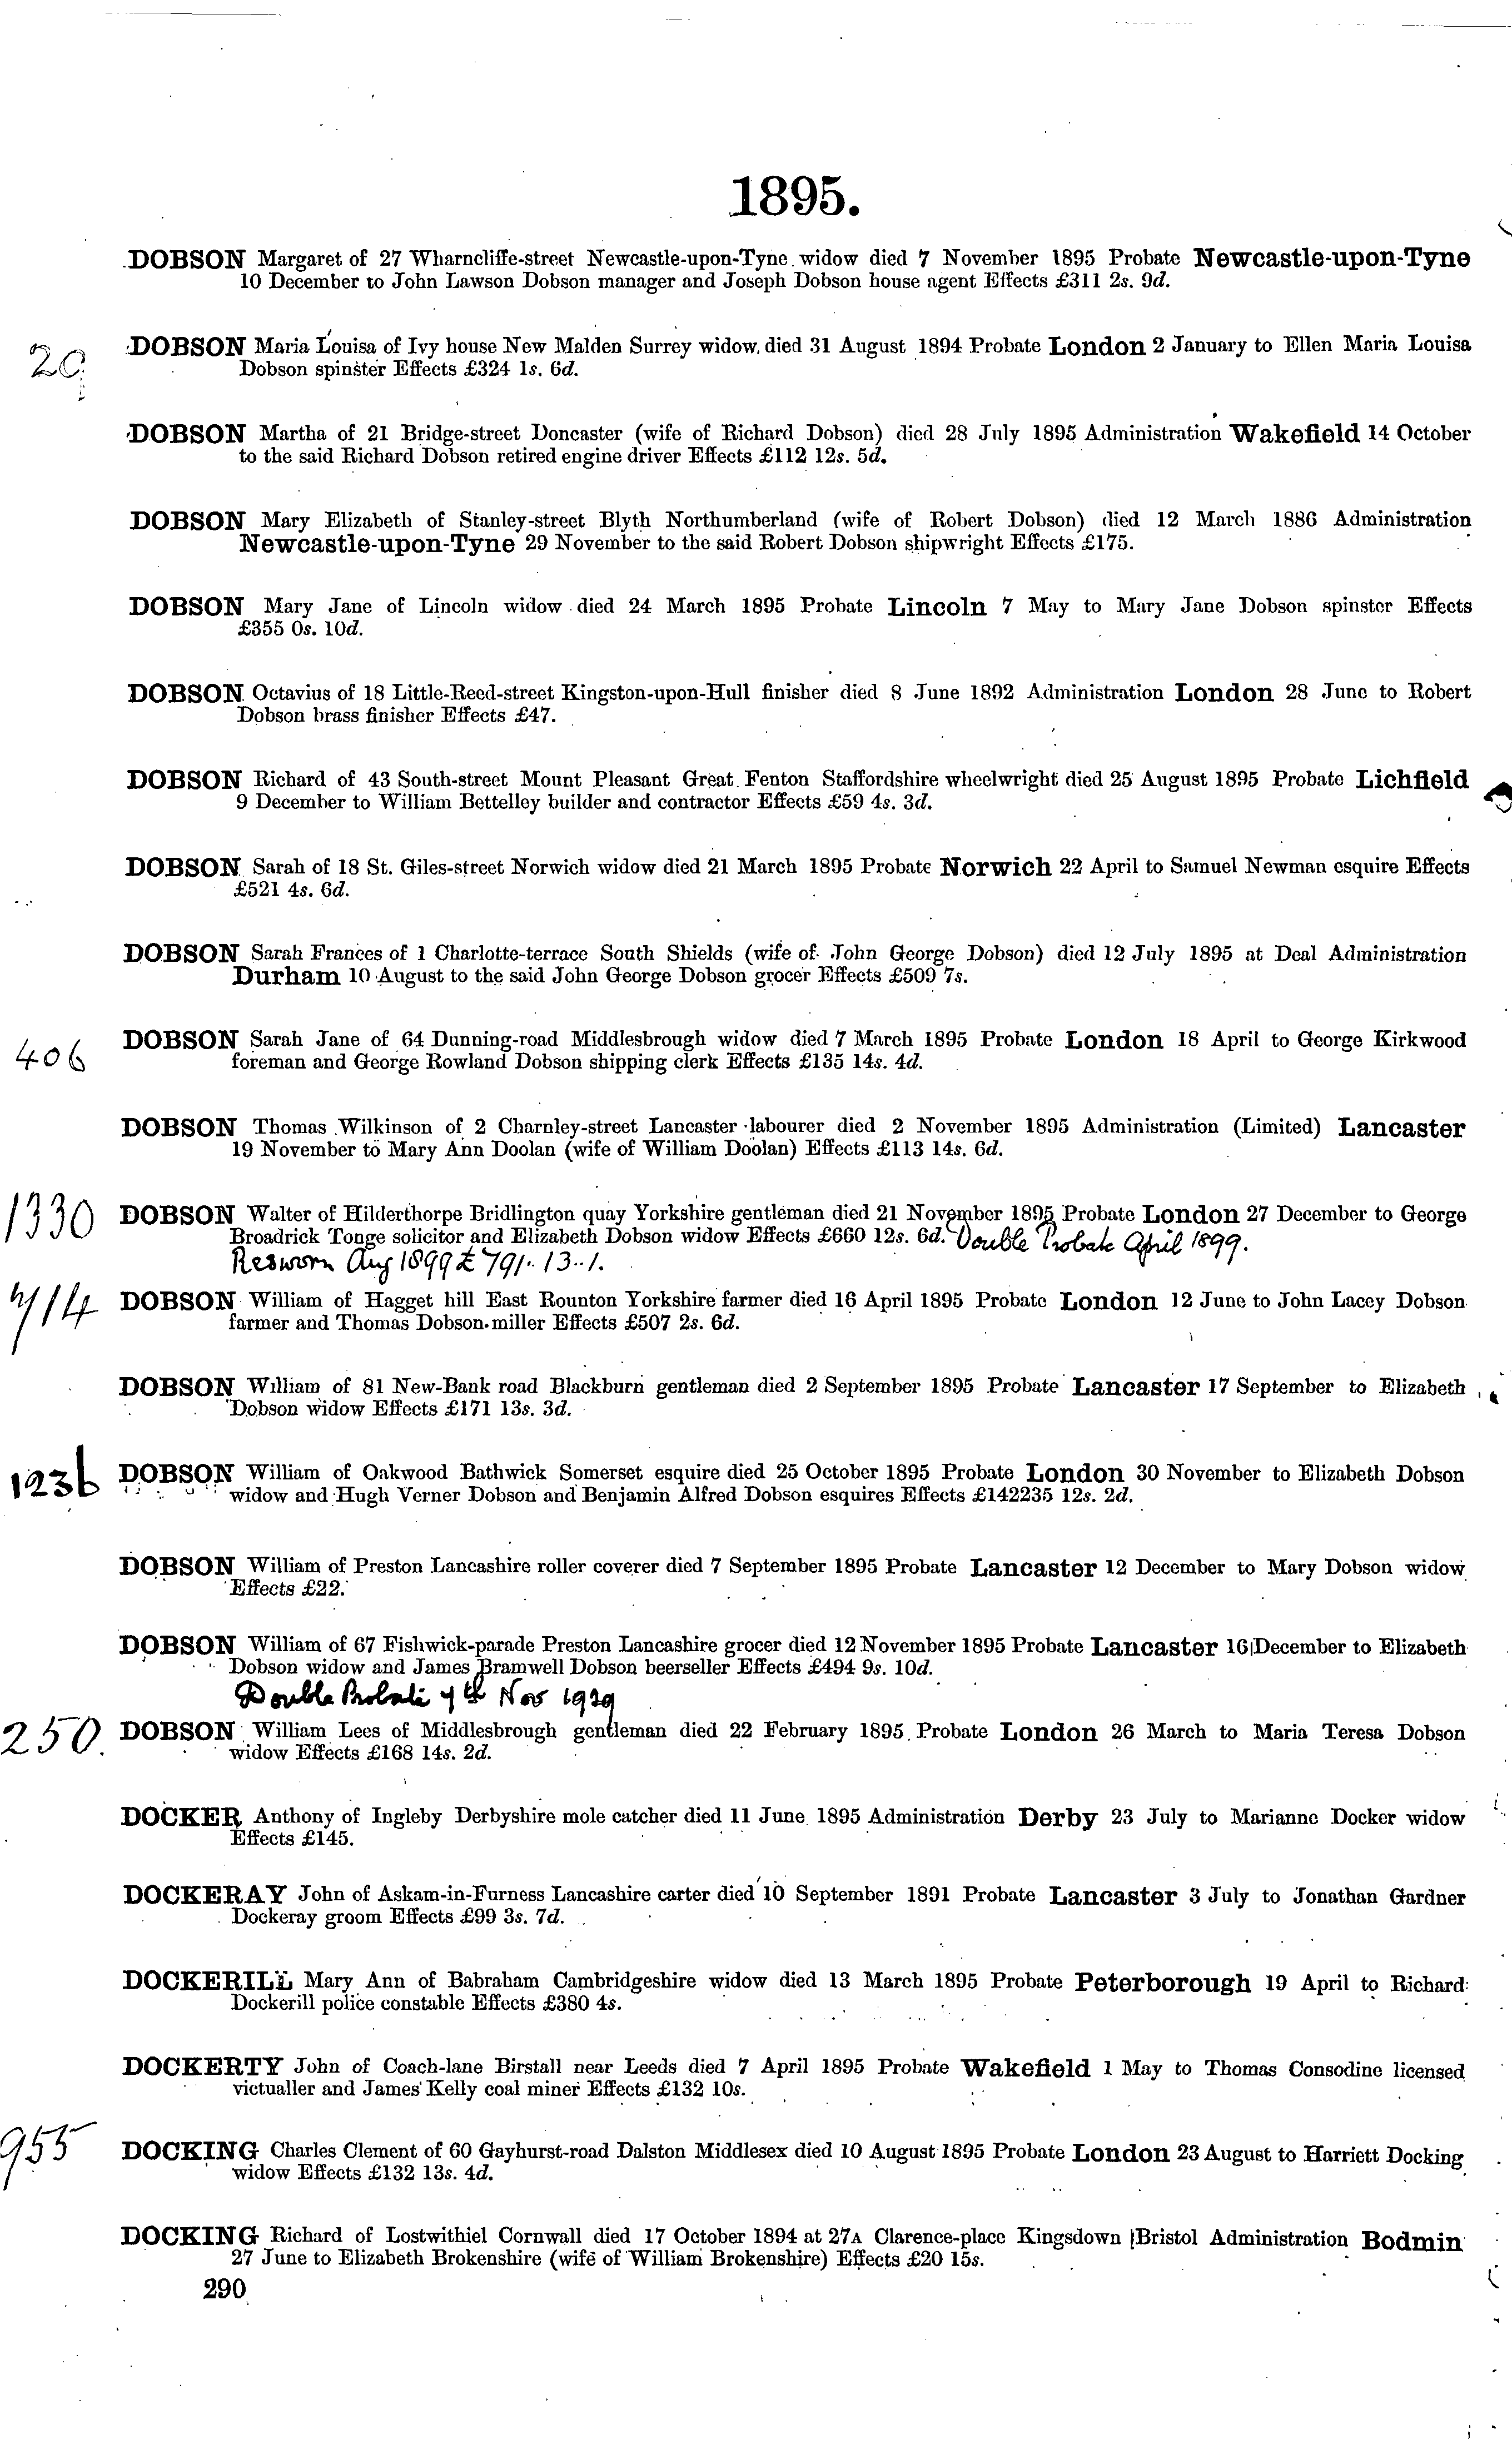 1895.
DOBSON Margaret of 27 Wharncliffe-street Newcastle-upon-Tyne widow died 7 November 1895 Probate Newcastle-upon-Tyne
10 December to John Lawson Dobson manager and Joseph Dobson house agent Effects £311 2s. 9d.
DOBSON Maria Louisa of Ivy house New Malden Surrey widow died 31 August 1894 Probate London 2 January to Ellen Maria Louisa
Dobson spinster Effects £324 1s. 6d.
DOBSON Martha of 21 Bridge-street Doncaster (wife of Richard Dobson) died 28 July 1895 Administration Wakefield 14 October
to the said Richard Dobson retired engine driver Effects £112 12s. 5d.
DOBSON Mary Elizabeth of Stanley-street Blyth Northumberland (wife of Robert Dobson) died 12 March 1886 Administration
Newcastle-upon-Tyne 29 November to the said Robert Dobson shipwright Effects £175.
DOBSON Mary Jane of Lincoln widow died 24 March 1895 Probate Lincoln 7 May to Mary Jane Dobson spinster Effects
£355 0s. 10d.
DOBSON Octavius of 18 Little-Reed-street Kingston-upon-Hull finisher died 8 June 1892 Administration London 28 June to Robert
Dobson brass finisher Effects £47.
DOBSON Richard of 43 South-street Mount Pleasant Great Fenton Staffordshire wheelwright died 25 August 1895 Probate Lichfield
9 December to William Bettelley builder and contractor Effects £59 4s. 3d.
DOBSON Sarah of 18 St. Giles-street Norwich widow died 21 March 1895 Probate Norwich 22 April to Samuel Newman esquire Effects
£521 4s. 6d.
DOBSON Sarah Frances of 1 Charlotte-terrace South Shields (wife of John George Dobson) died 12 July 1895 at Deal Administration
Durham 10 August to the said John George Dobson grocer Effects £509 7s.
406 DOBSON Sarah Jane of 64 Dunning-road Middlesbrough widow died 7 March 1895 Probate London 18 April to George Kirkwood
foreman and George Rowland Dobson shipping clerk Effects £135 14s. 4d.
DOBSON Thomas Wilkinson of 2 Charnley-street Lancaster labourer died 2 November 1895 Administration (Limited) Lancaster
19 November to Mary Ann Doolan (wife of William Doolan) Effects £113 14s. 6d.
1330 DOBSON Walter of Hilderthorpe Bridlington quay Yorkshire gentleman died 21 November 1895 Probate London 27 December to George
Broadrick Tonge solicitor and Elizabeth Dobson widow Effects £660 12s. 6d. Double Probate April 1899.
Resworn Aug 1899 £791..13..1.
714 DOBSON William of Hagget hill East Rounton Yorkshire farmer died 16 April 1895 Probate London 12 June to John Lacey Dobson
farmer and Thomas Dobson miller Effects £507 2s. 6d.
DOBSON William of 81 New-Bank road Blackburn gentleman died 2 September 1895 Probate Lancaster 17 September to Elizabeth
Dobson widow Effects £171 13s. 3d.
1236 DOBSON William of Oakwood Bathwick Somerset esquire died 25 October 1895 Probate London 30 November to Elizabeth Dobson
widow and Hugh Verner Dobson and Benjamin Alfred Dobson esquires Effects £142235 12s. 2d.
DOBSON William of Preston Lancashire roller coverer died 7 September 1895 Probate Lancaster 12 December to Mary Dobson widow
Effects £22.
DOBSON William of 67 Fishwick-parade Preston Lancashire grocer died 12 November 1895 Probate Lancaster 16 December to Elizabeth
Dobson widow and James Bramwell Dobson beerseller Effects £494 9s. 10d.
Double Probate Nov 1929
250 DOBSON William Lees of Middlesbrough gentleman died 22 February 1895 Probate London 26 March to Maria Teresa Dobson
widow Effects £168 14s. 2d.
DOCKER Anthony of Ingleby Derbyshire mole catcher died 11 June 1895 Administration Derby 23 July to Marianne Docker widow
Effects £145.
DOCKERAY John of Askam-in-Furness Lancashire carter died 10 September 1891 Probate Lancaster 3 July to Jonathan Gardner
Dockeray groom Effects £99 3s. 7d.
DOCKERILL Mary Ann of Babraham Cambridgeshire widow died 13 March 1895 Probate Peterborough 19 April to Richard
Dockerill police constable Effects £380 4s.
DOCKERTY John of Coach-lane Birstall near Leeds died 7 April 1895 Probate Wakefield 1 May to Thomas Consodine licensed
victualler and James Kelly coal miner Effects £132 10s.
955 DOCKING Charles Clement of 60 Gayhurst-road Dalston Middlesex died 10 August 1895 Probate London 23 August to Harriett Docking
widow Effects £132 13s. 4d.
DOCKING Richard of Lostwithiel Cornwall died 17 October 1894 at 27A Clarence-place Kingsdown Bristol Administration Bodmin
27 June to Elizabeth Brokenshire (wife of William Brokenshire) Effects £20 15s.
290